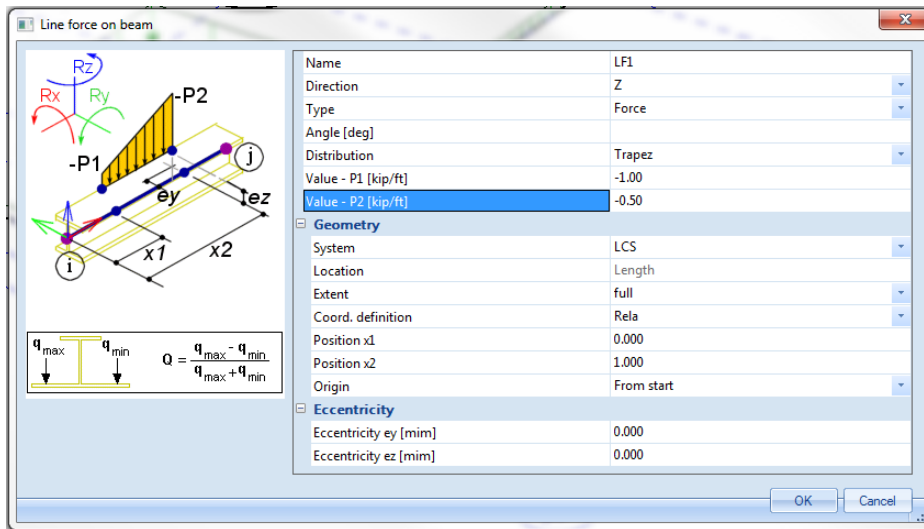 Line force on beam
Rz
Rx
Ry
-P2
-P1
j
ey
ez
x1
x2
i
q max
q min
Q = q max - q min
q max + q min
Name LF1
Direction Z
Type Force
Angle [deg]
Distribution Trapez
Value - P1 [kip/ft] -1.00
Value - P2 [kip/ft] -0.50
Geometry
System LCS
Location Length
Extent full
Coord. definition Rela
Position x1 0.000
Position x2 1.000
Origin From start
Eccentricity
Eccentricity ey [mim] 0.000
Eccentricity ez [mim] 0.000
OK
Cancel